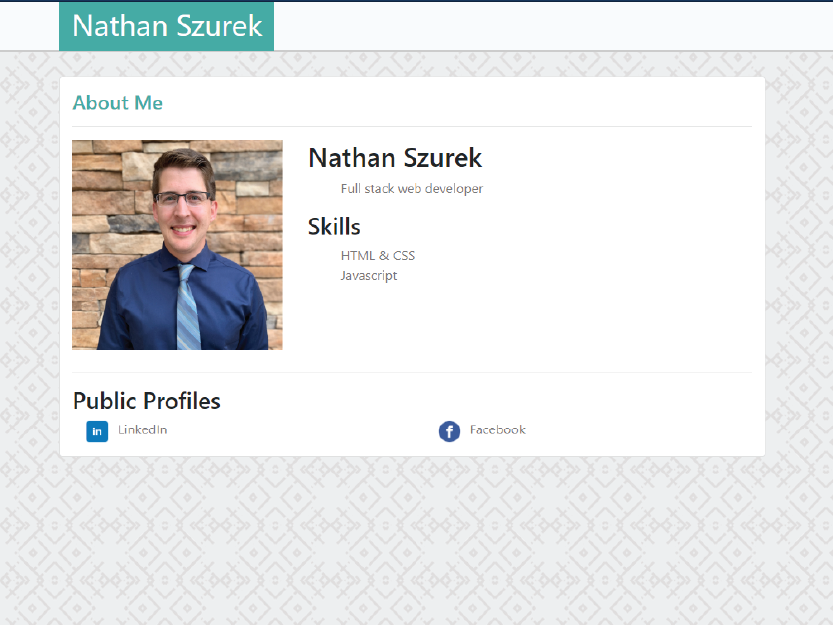 Nathan Szurek
About Me
Nathan Szurek
Full stack web developer
Skills
HTML & CSS
Javascript
Public Profiles
in LinkedIn
f Facebook